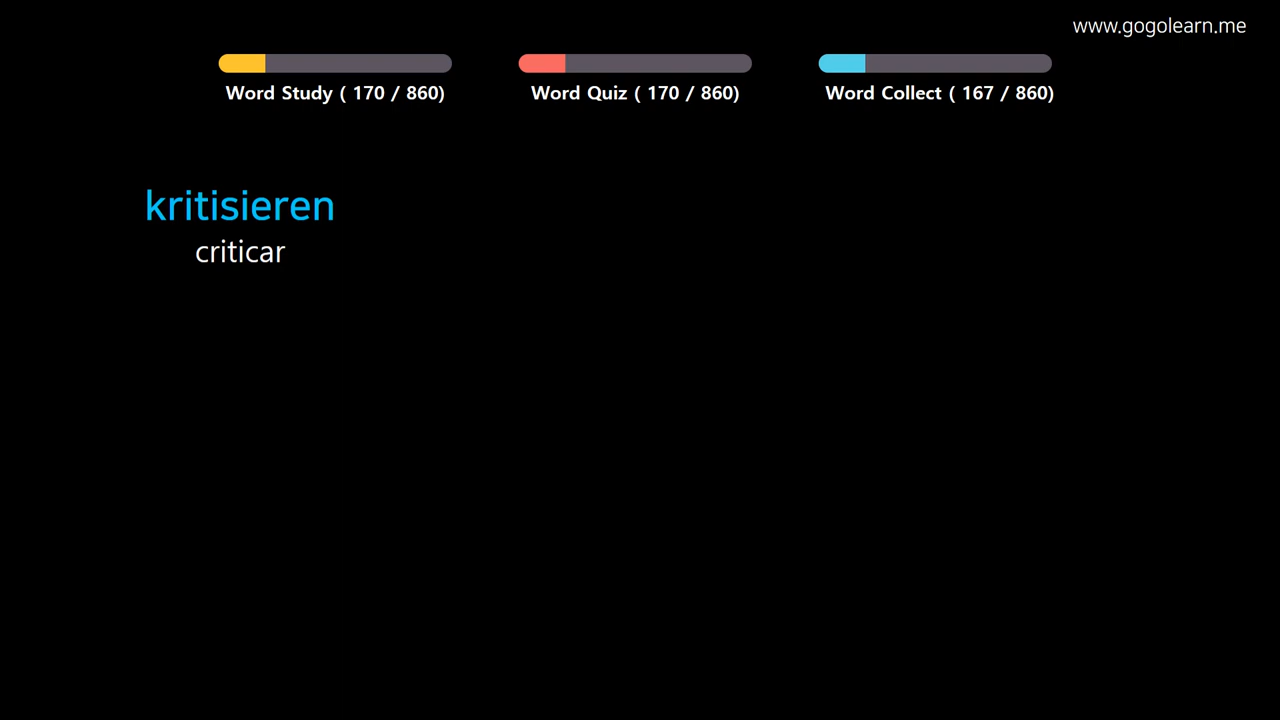 www.gogolearn.me
Word Study ( 170 / 860)
Word Quiz ( 170 / 860)
Word Collect ( 167 / 860)
kritisieren
criticar